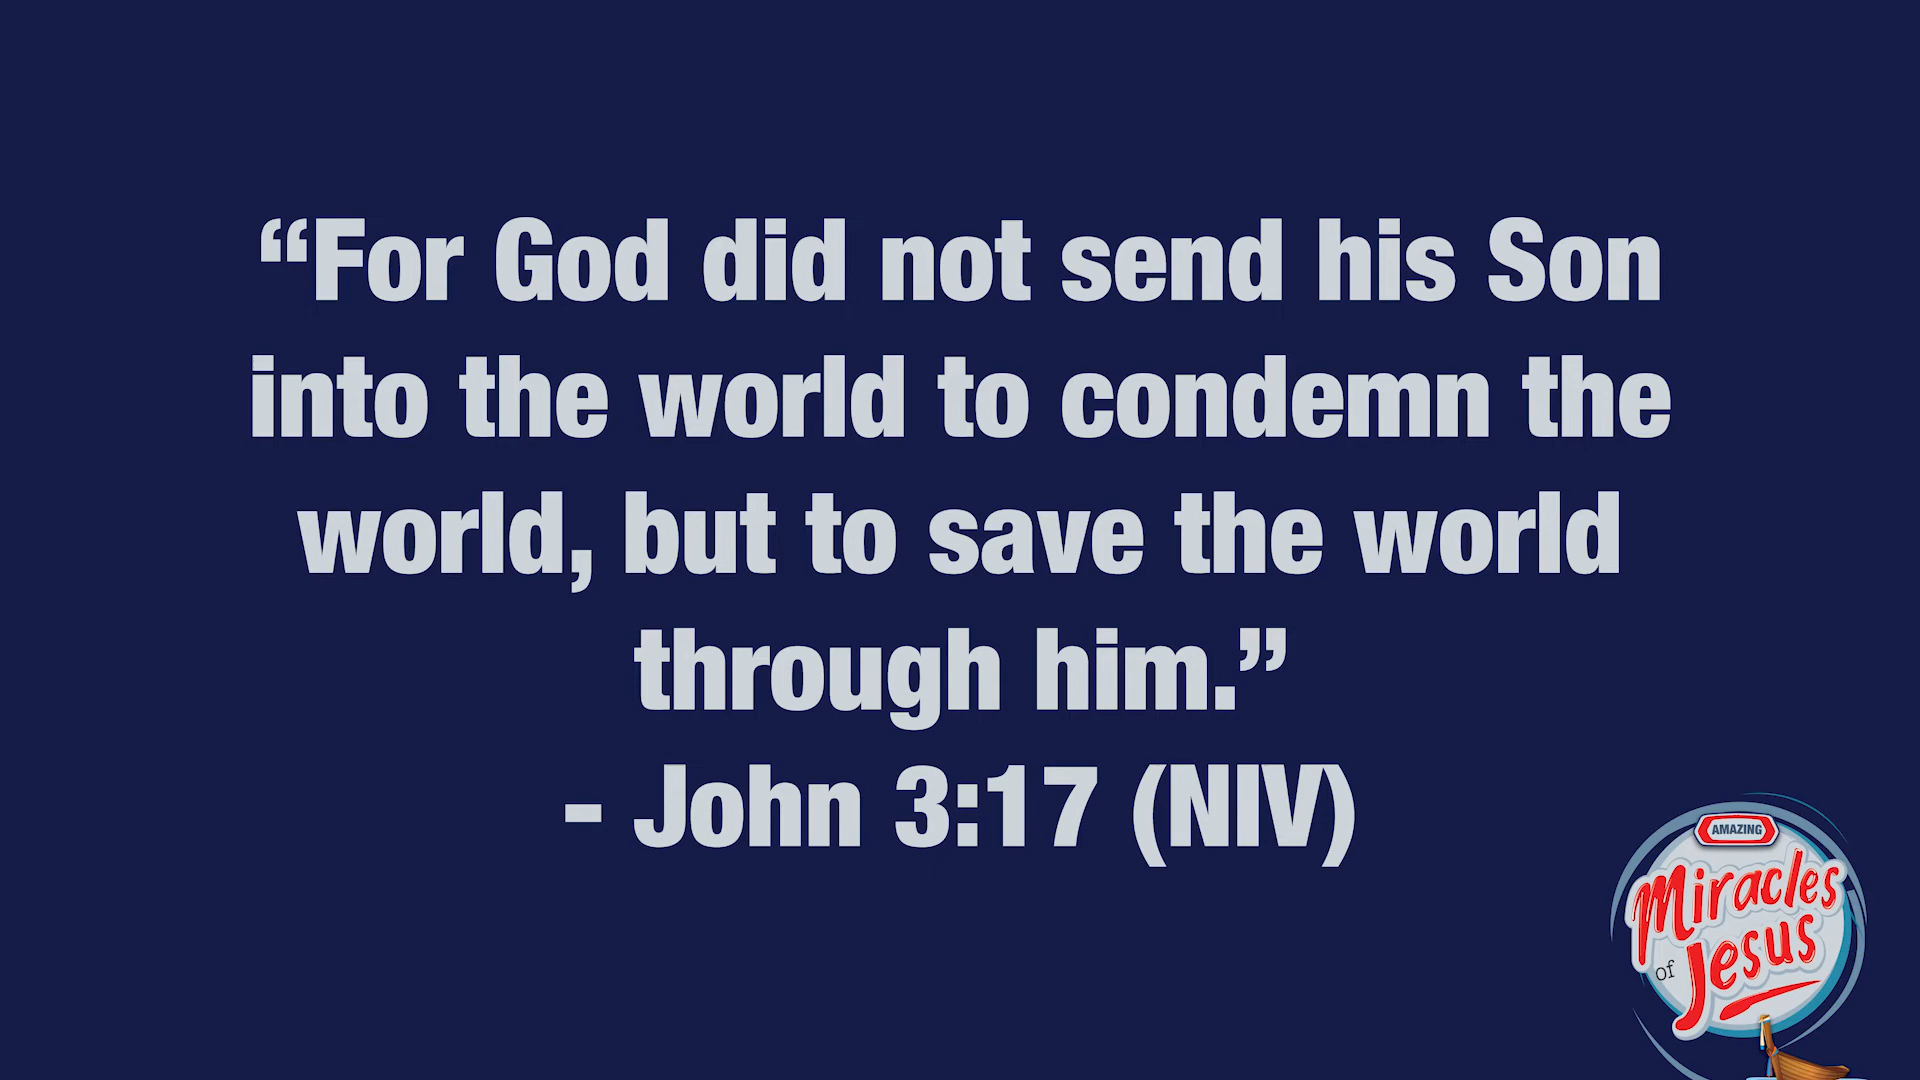 “For God did not send his Son
into the world to condemn the
world, but to save the world
through him.”
- John 3:17 (NIV)
AMAZING
Miracles
of Jesus